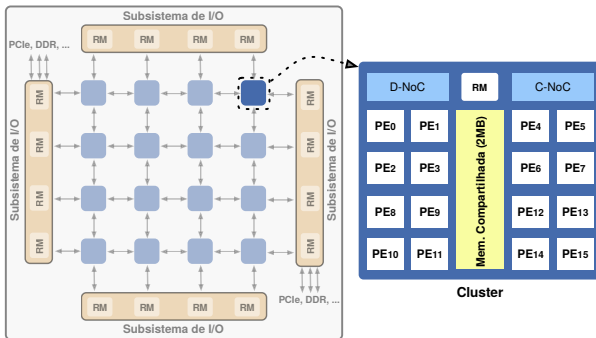 Subsistema de I/O
RM RM RM RM
PCIe, DDR, ...
Subsistema de I/O
RM
RM
RM
RM
RM
RM
RM
RM
Subsistema de I/O
PCIe, DDR, ...
RM RM RM RM
Subsistema de I/O
D-NoC RM C-NoC
PE0 PE1 PE4 PE5
PE2 PE3 PE6 PE7
PE8 PE9 PE12 PE13
PE10 PE11 PE14 PE15
Mem. Compartilhada (2MB)
Cluster